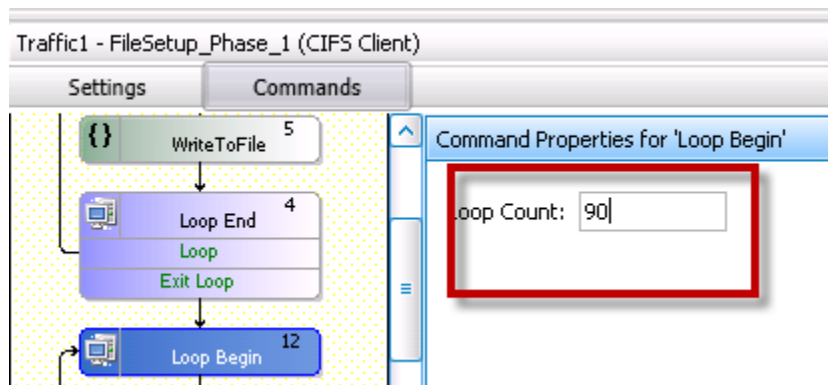 Traffic1 - FileSetup_Phase_1 (CIFS Client)
Settings
Commands
{}
WriteToFile
5
Loop End
4
Loop
Exit Loop
Loop Begin
12
Command Properties for 'Loop Begin'
Loop Count:
90